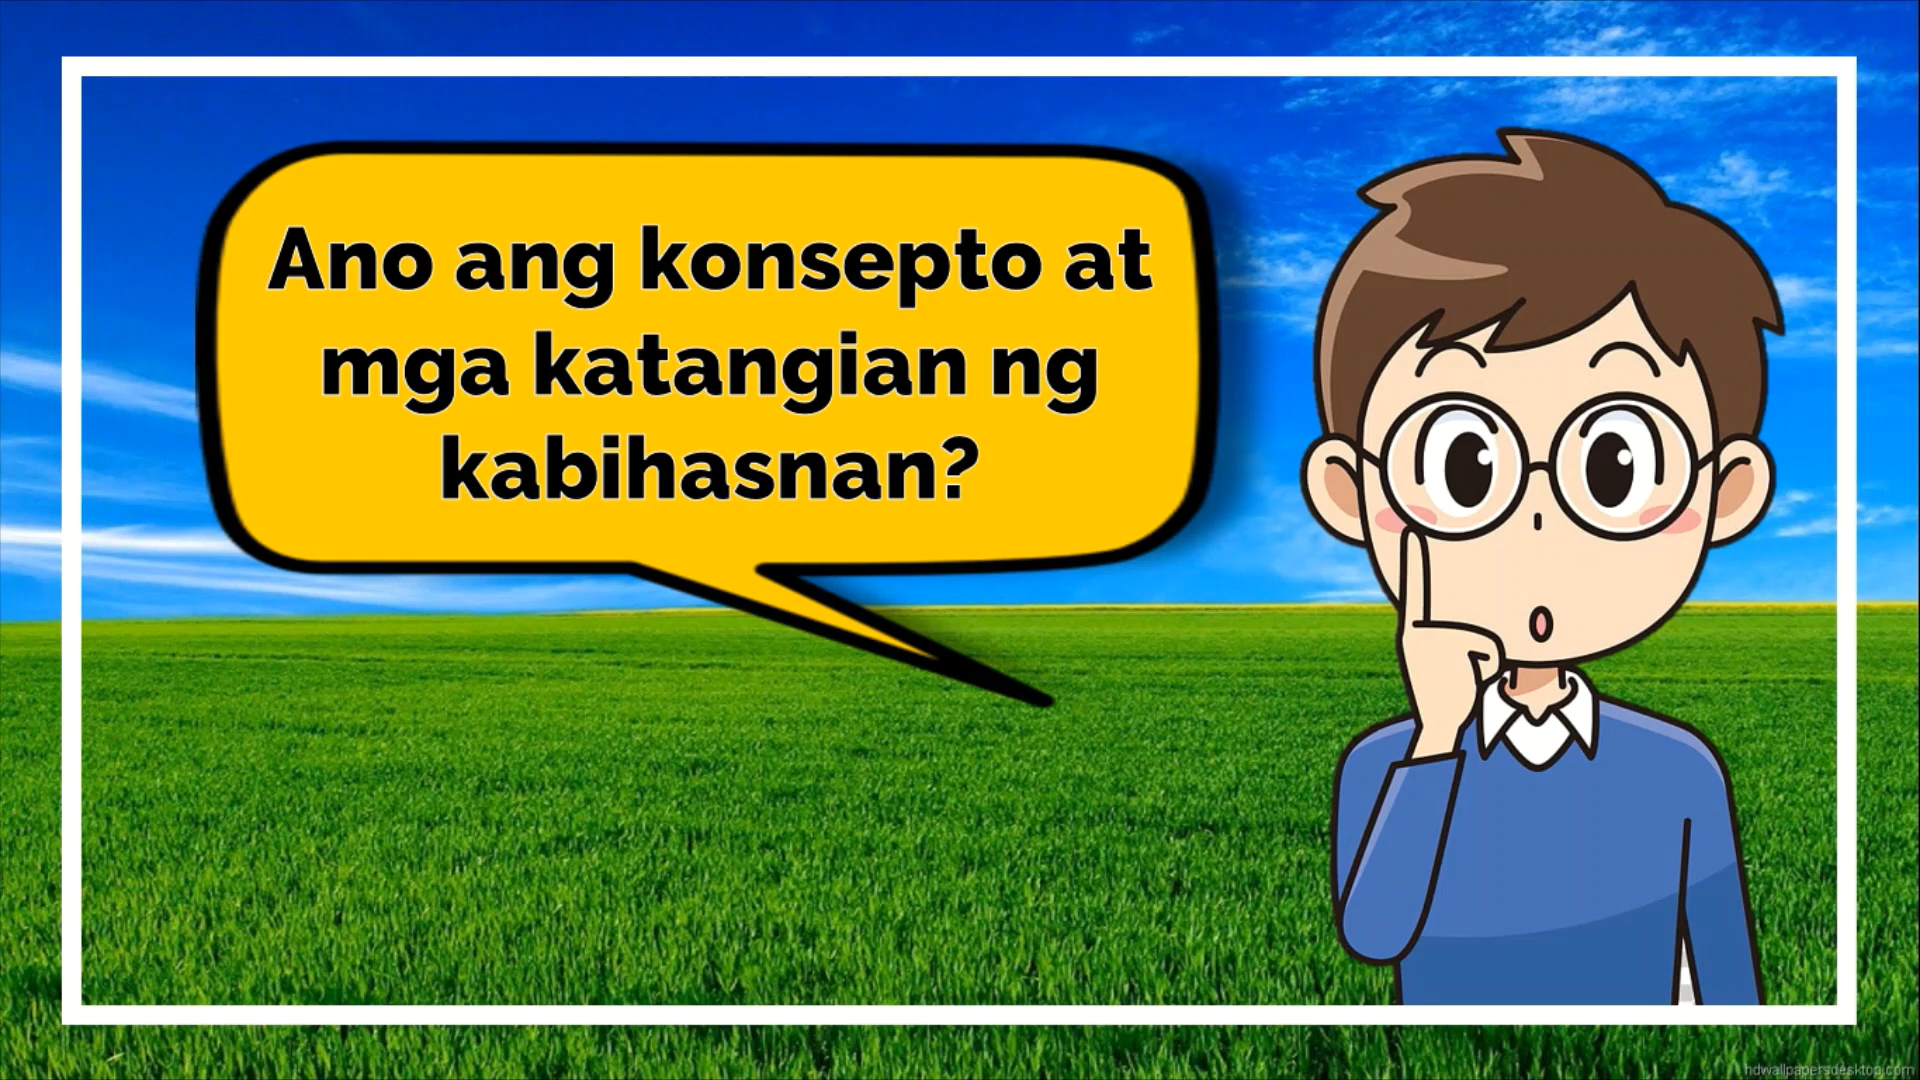 Ano ang konsepto at
mga katangian ng
kabihasnan?
hdwallpapersdesktop.com